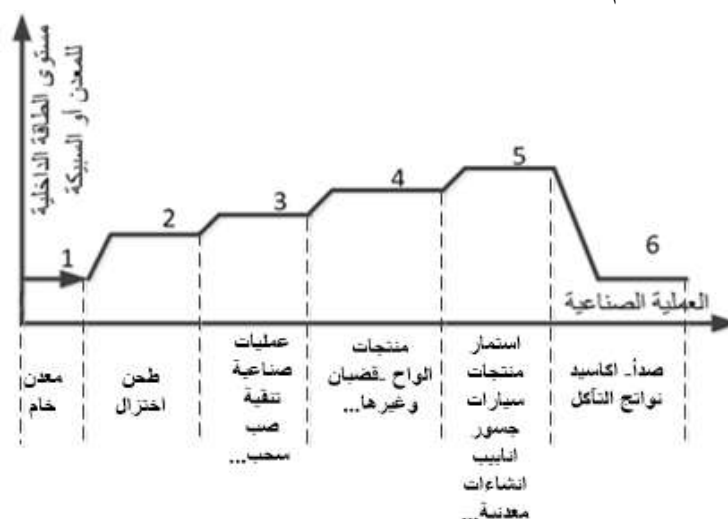 مستوى الطاقة الداخلية
للمعدن أو السبيكة
1
2
3
4
5
6
العملية الصناعية
معدن
خام
طحن
اختزال
عمليات
صناعية
تنقية
صب
سحب...
منتجات
الواح -قضبان
وغيرها...
استمار
منتجات
سيارات
جسور
انابيب
انشاءات
معدنية...
صدأ- اكاسيد
نواتج التآكل